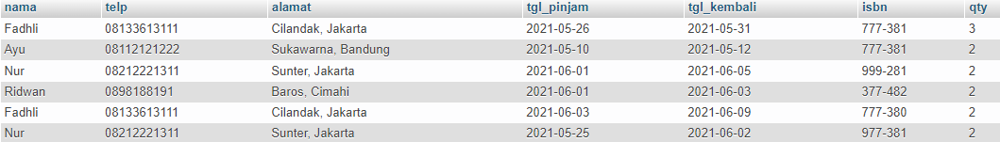 nama telp alamat tgl_pinjam tgl_kembali isbn qty
Fadhli 08133613111 Cilandak, Jakarta 2021-05-26 2021-05-31 777-381 3
Ayu 08112121222 Sukawarna, Bandung 2021-05-10 2021-05-12 777-381 2
Nur 08212221311 Sunter, Jakarta 2021-06-01 2021-06-05 999-281 2
Ridwan 0898188191 Baros, Cimahi 2021-06-01 2021-06-03 377-482 2
Fadhli 08133613111 Cilandak, Jakarta 2021-06-03 2021-06-09 777-380 2
Nur 08212221311 Sunter, Jakarta 2021-05-25 2021-06-02 977-381 2